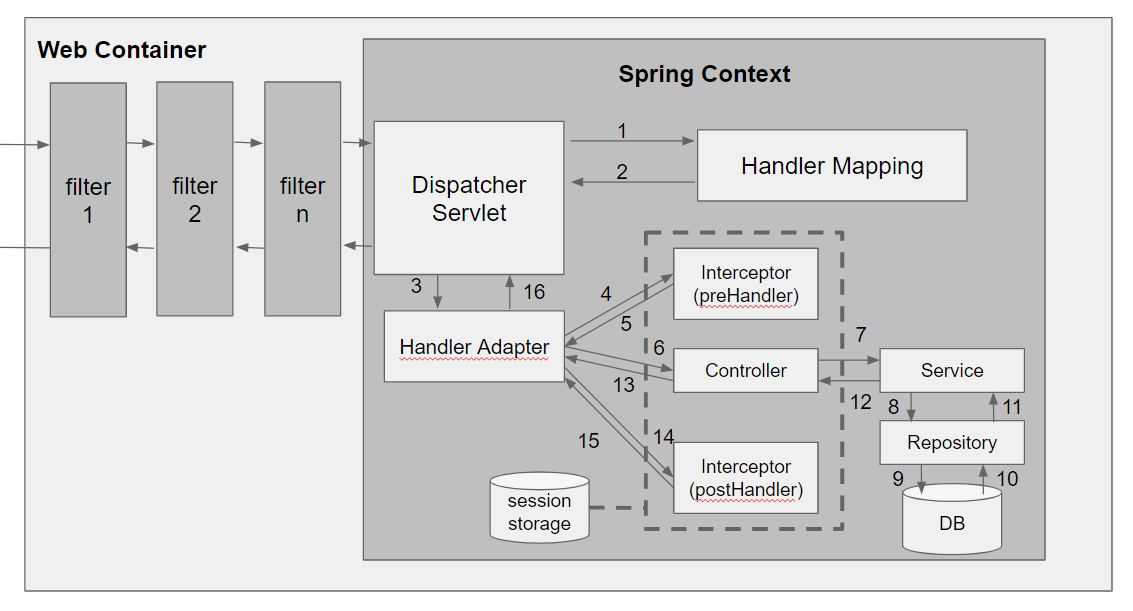 Web Container
Spring Context
filter
1
filter
2
filter
n
Dispatcher
Servlet
1
2
Handler Mapping
3
16
Handler Adapter
4
5
Interceptor
(preHandler)
6
13
Controller
7
12
Service
8
11
Repository
9
10
DB
14
15
Interceptor
(postHandler)
session
storage